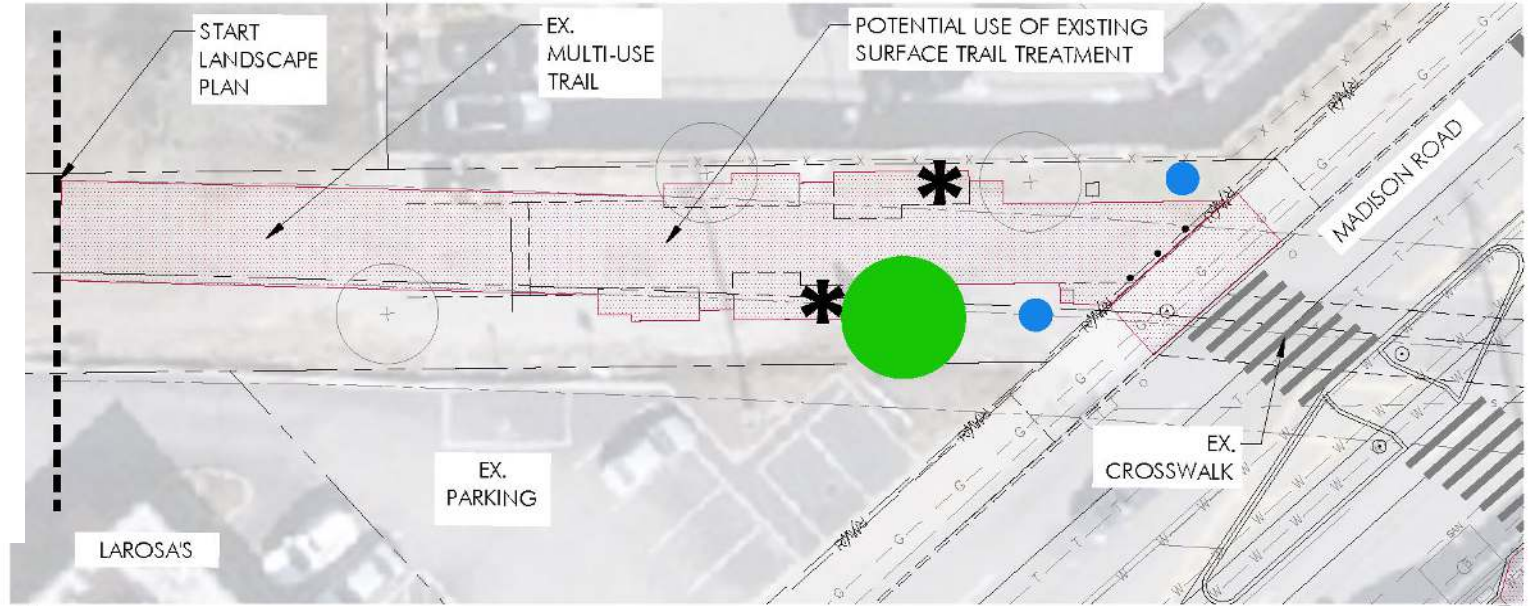 START
LANDSCAPE
PLAN
EX.
MULTI-USE
TRAIL
POTENTIAL USE OF EXISTING
SURFACE TRAIL TREATMENT
MADISON ROAD
EX.
CROSSWALK
EX.
PARKING
LAROSA'S
R/W
R/W
R/W
R/W
R/W
X
X
X
X
X
X
X
X
X
X
X
X
X
G
G
G
G
G
G
G
G
T
T
T
T
T
T
W
W
W
W
W
W
W
W
SAN